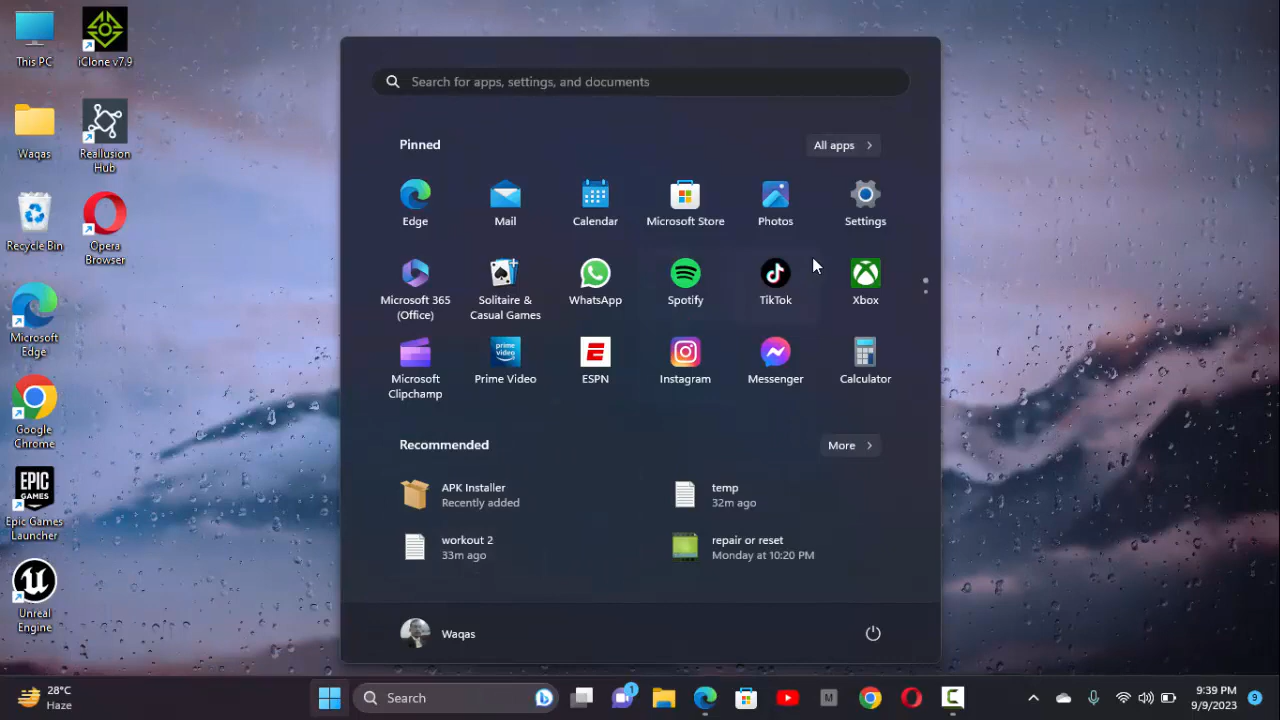 This PC
iClone v7.9
Waqas
Reallusion
Hub
Recycle Bin
Opera
Browser
Microsoft
Edge
Google
Chrome
EPIC
GAMES
Epic Games
Launcher
Unreal
Engine
Search for apps, settings, and documents
Pinned
All apps
Edge
Mail
Calendar
Microsoft Store
Photos
Settings
Microsoft 365
(Office)
Solitaire &
Casual Games
WhatsApp
Spotify
TikTok
Xbox
Microsoft
Clipchamp
prime
video
Prime Video
ESPN
Instagram
Messenger
Calculator
Recommended
More
APK Installer
Recently added
temp
32m ago
workout 2
33m ago
repair or reset
Monday at 10:20 PM
Waqas
28°C
Haze
Search
1
M
9:39 PM
9/9/2023
9